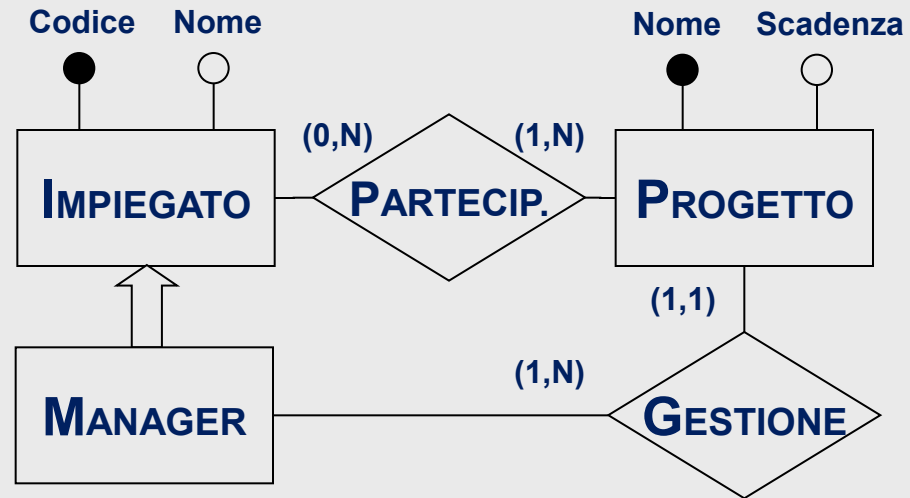 Codice Nome Nome Scadenza
(0,N) (1,N)
IMPIEGATO PARTECIP. PROGETTO
(1,1)
(1,N)
MANAGER GESTIONE